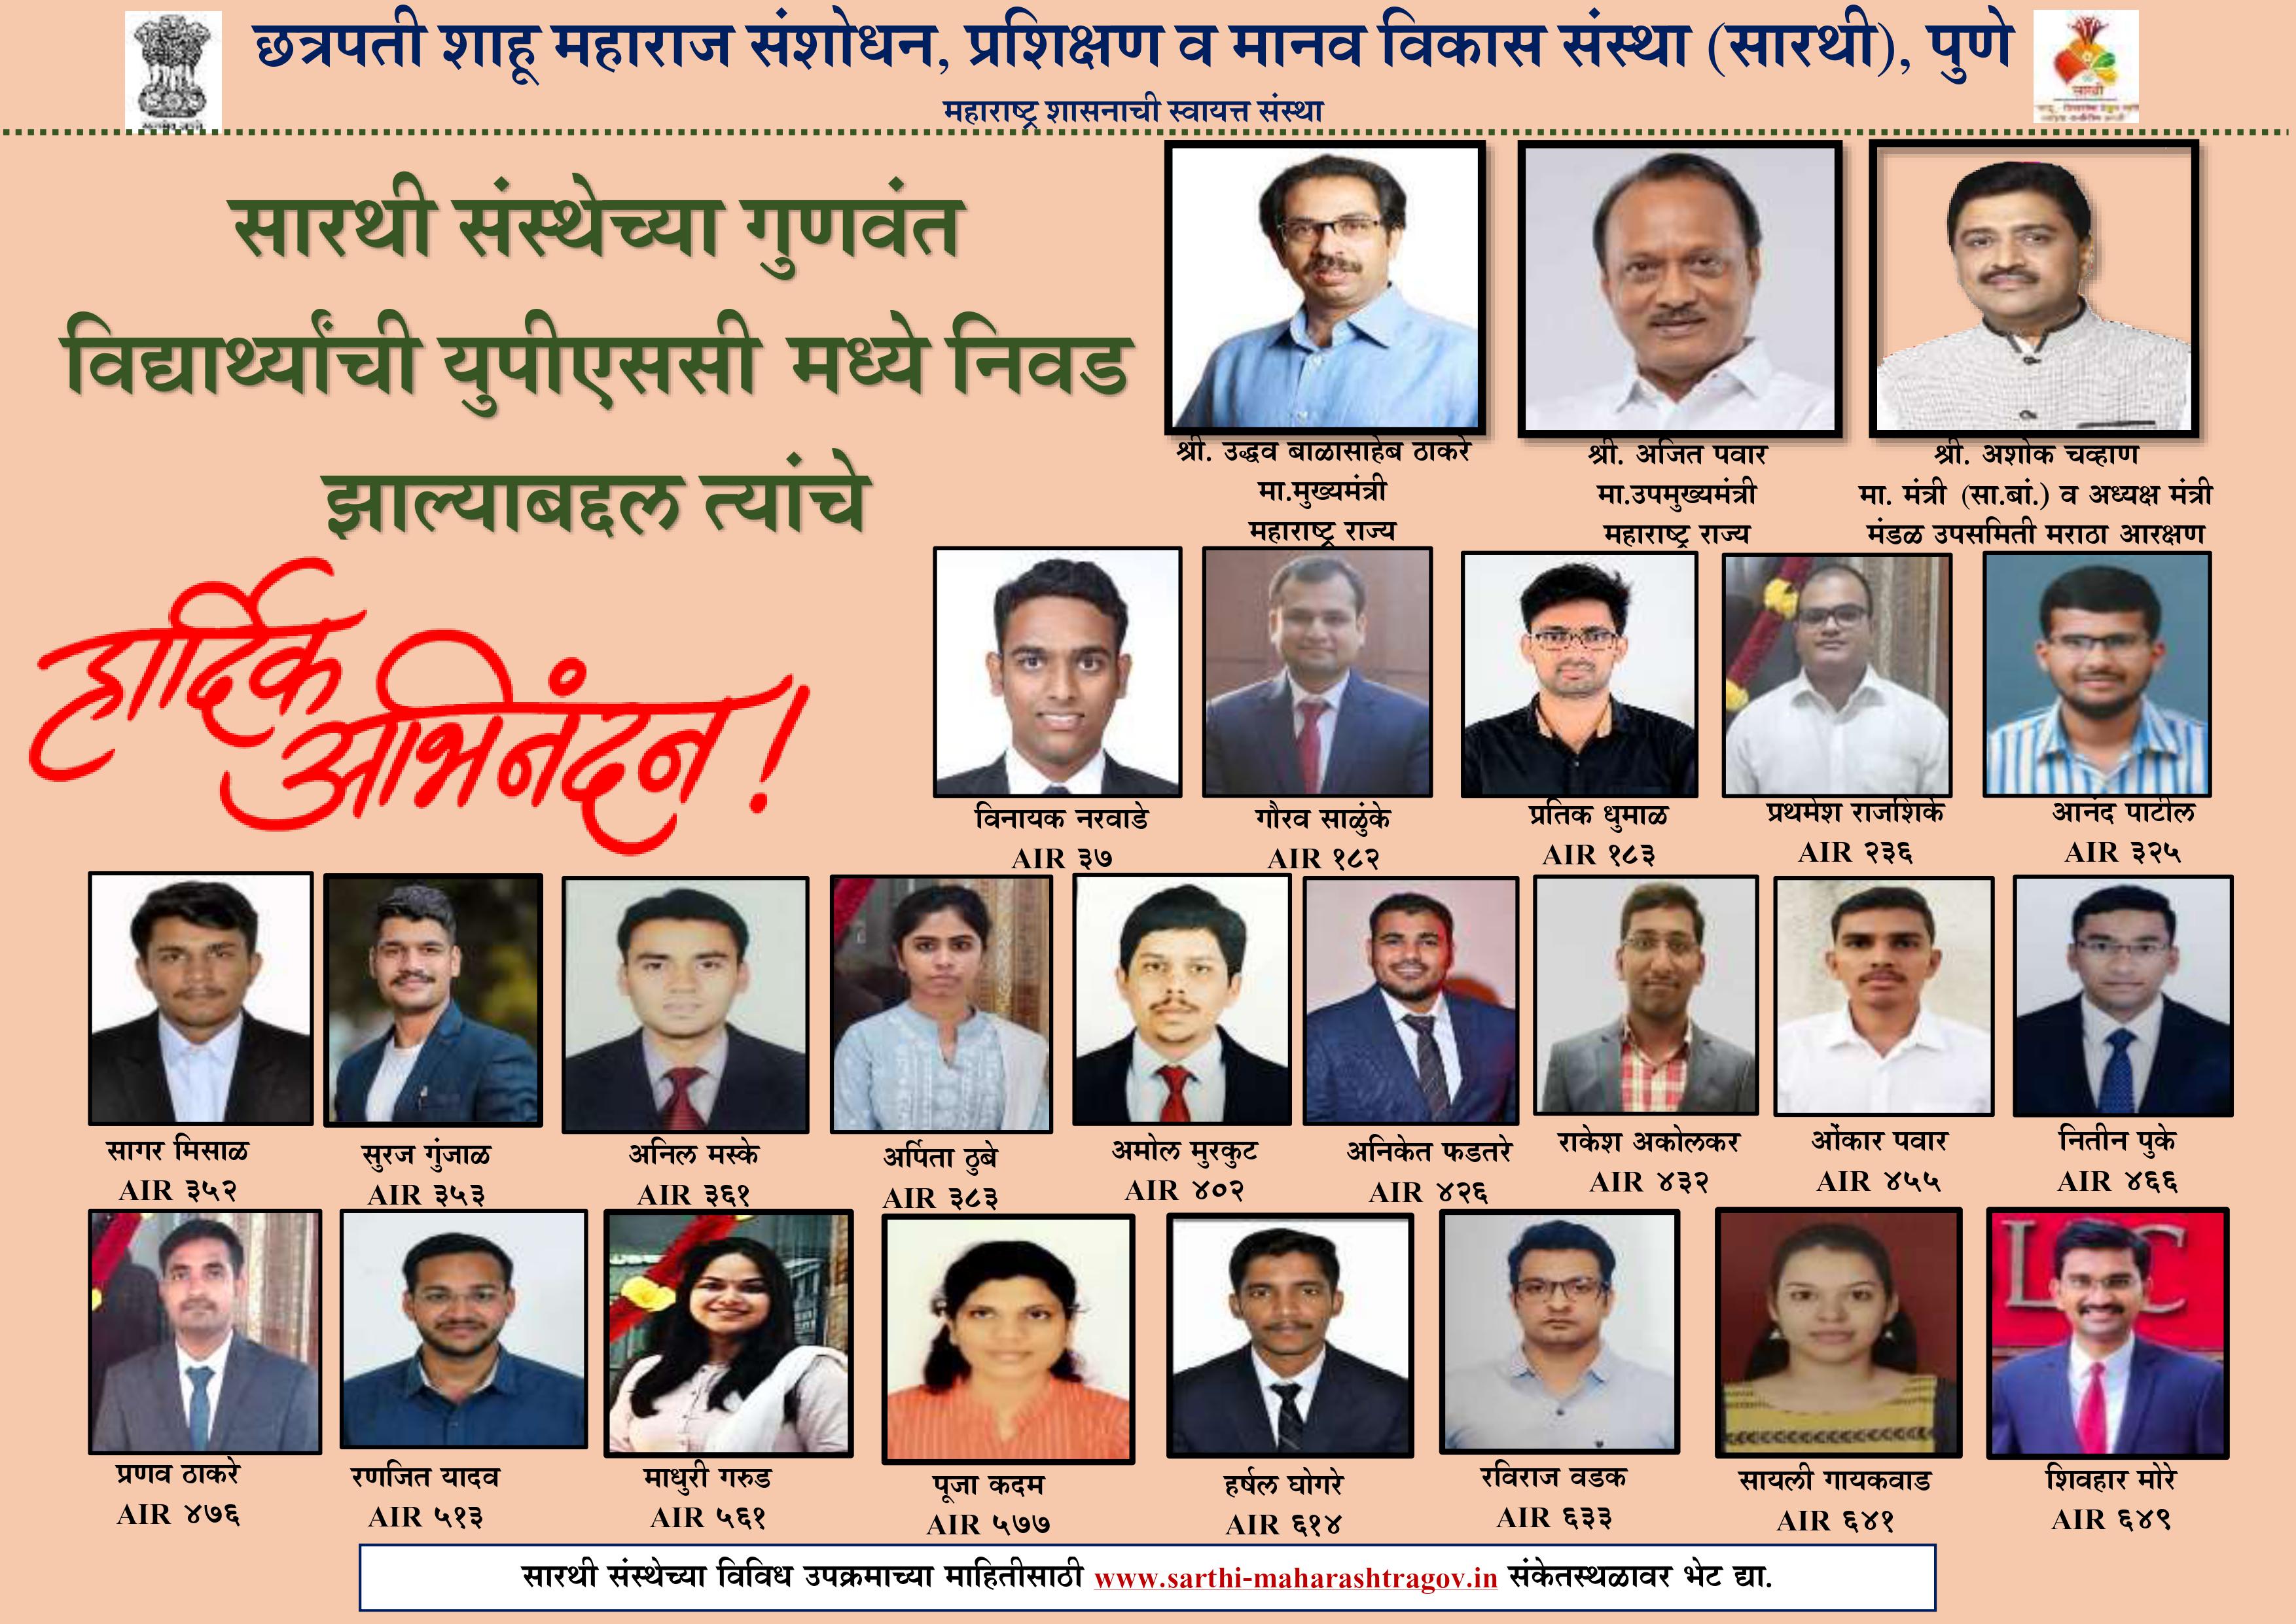 छत्रपती शाहू महाराज संशोधन, प्रशिक्षण व मानव विकास संस्था (सारथी), पुणे
महाराष्ट्र शासनाची स्वायत्त संस्था
सारथी
सारथी संस्थेच्या गुणवंत
विद्यार्थ्यांची युपीएससी मध्ये निवड
झाल्याबद्दल त्यांचे
हार्दिक
अभिनंदन!
श्री. उद्धव बाळासाहेब ठाकरे
मा.मुख्यमंत्री
महाराष्ट्र राज्य
श्री. अजित पवार
मा.उपमुख्यमंत्री
महाराष्ट्र राज्य
श्री. अशोक चव्हाण
मा. मंत्री (सा.बां.) व अध्यक्ष मंत्री
मंडळ उपसमिती मराठा आरक्षण
विनायक नरवाडे
AIR ३७
गौरव साळुंके
AIR १८२
प्रतिक धुमाळ
AIR १८३
प्रथमेश राजेशिर्के
AIR २३६
आनंद पाटील
AIR ३२५
सागर मिसाळ
AIR ३५२
सुरज गुंजाळ
AIR ३५३
अनिल मस्के
AIR ३६१
अर्पिता ठुबे
AIR ३८३
अमोल मुरकुट
AIR ४०२
अनिकेत फडतरे
AIR ४२६
राकेश अकोलकर
AIR ४३२
ओंकार पवार
AIR ४५५
नितीन पुके
AIR ४६६
प्रणव ठाकरे
AIR ४७६
रणजित यादव
AIR ५१३
माधुरी गरुड
AIR ५६१
पूजा कदम
AIR ५७७
हर्षल घोगरे
AIR ६१४
रविराज वडक
AIR ६३३
सायली गायकवाड
AIR ६४१
शिवहार मोरे
AIR ६४९
सारथी संस्थेच्या विविध उपक्रमाच्या माहितीसाठी www.sarthi-maharashtragov.in संकेतस्थळावर भेट द्या.